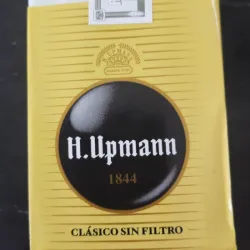 H.Upmann
1844
CLÁSICO SIN FILTRO